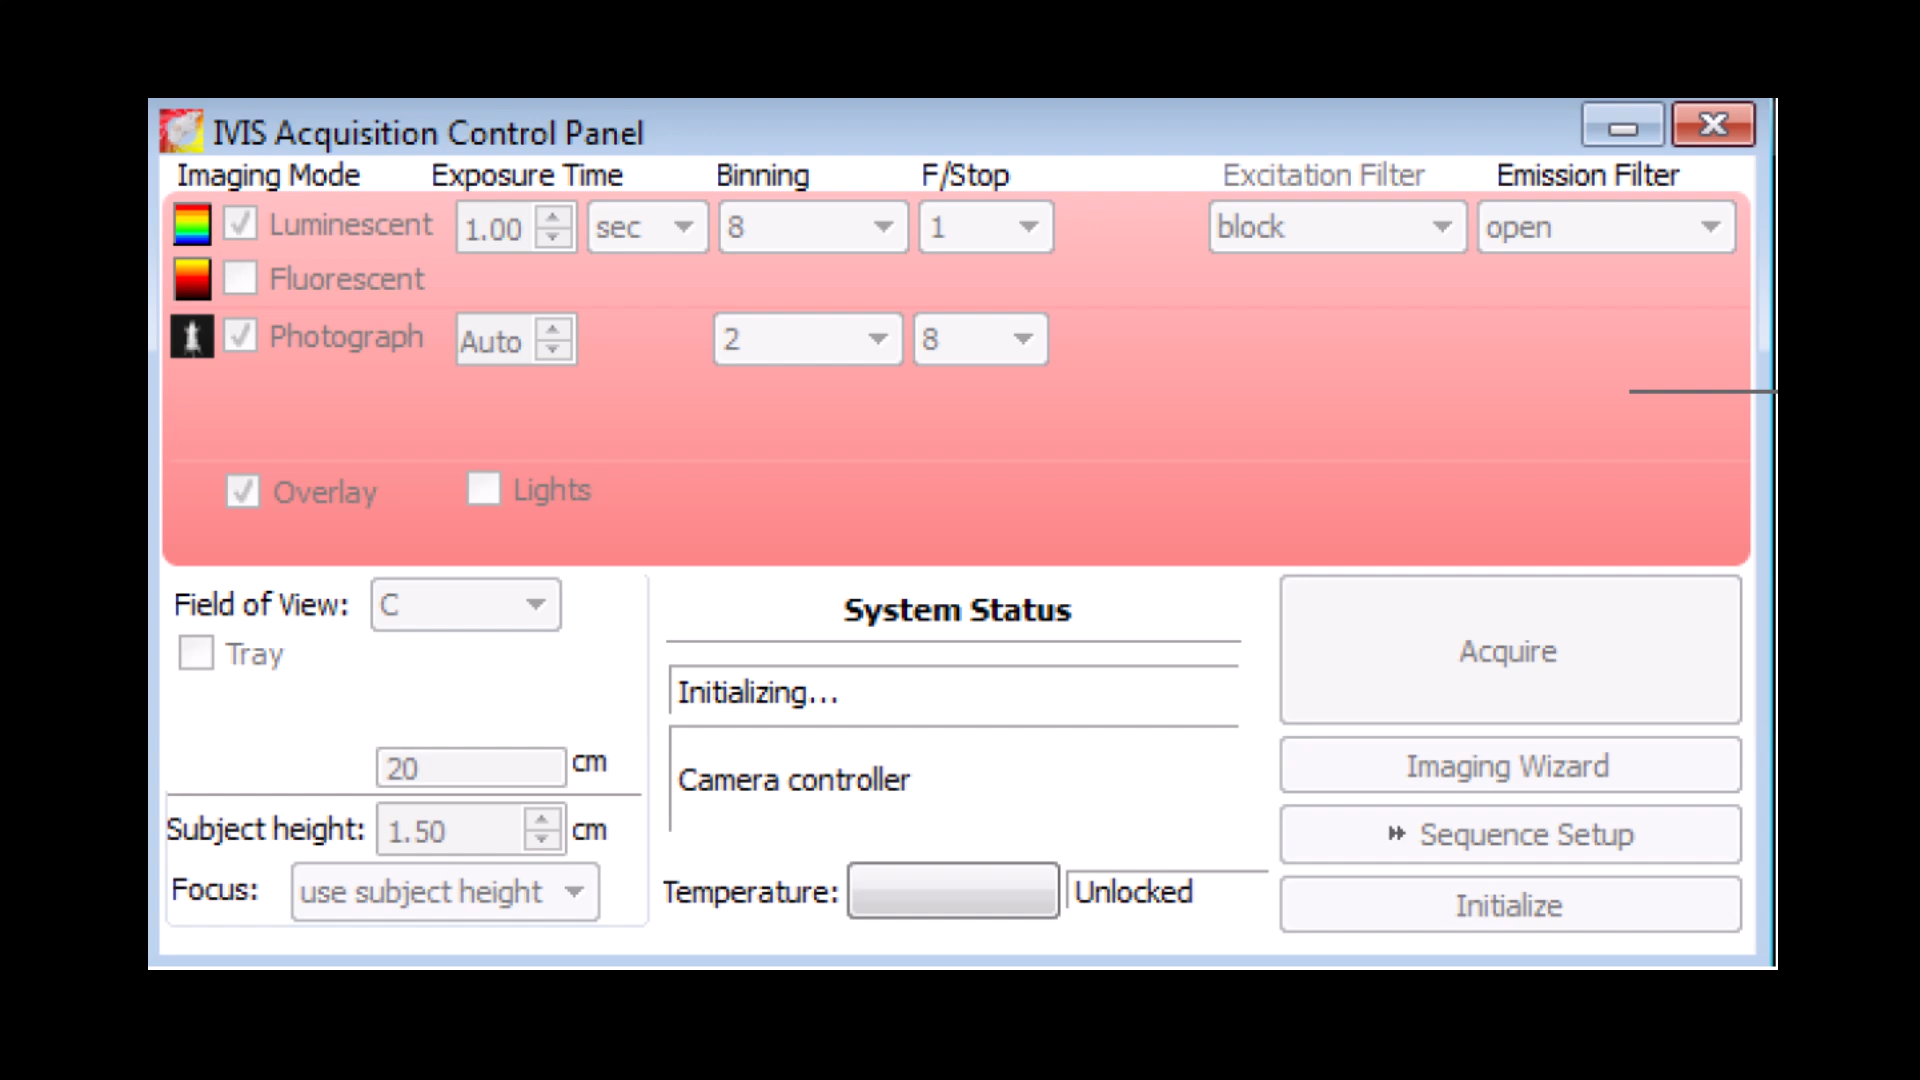 IVIS Acquisition Control Panel
Imaging Mode Exposure Time Binning F/Stop Excitation Filter Emission Filter
Luminescent 1.00 sec 8 1 block open
Fluorescent
Photograph Auto 2 8
Overlay Lights
Field of View: C
Tray
20 cm
Subject height: 1.50 cm
Focus: use subject height
System Status
Initializing...
Camera controller
Temperature: Unlocked
Acquire
Imaging Wizard
Sequence Setup
Initialize